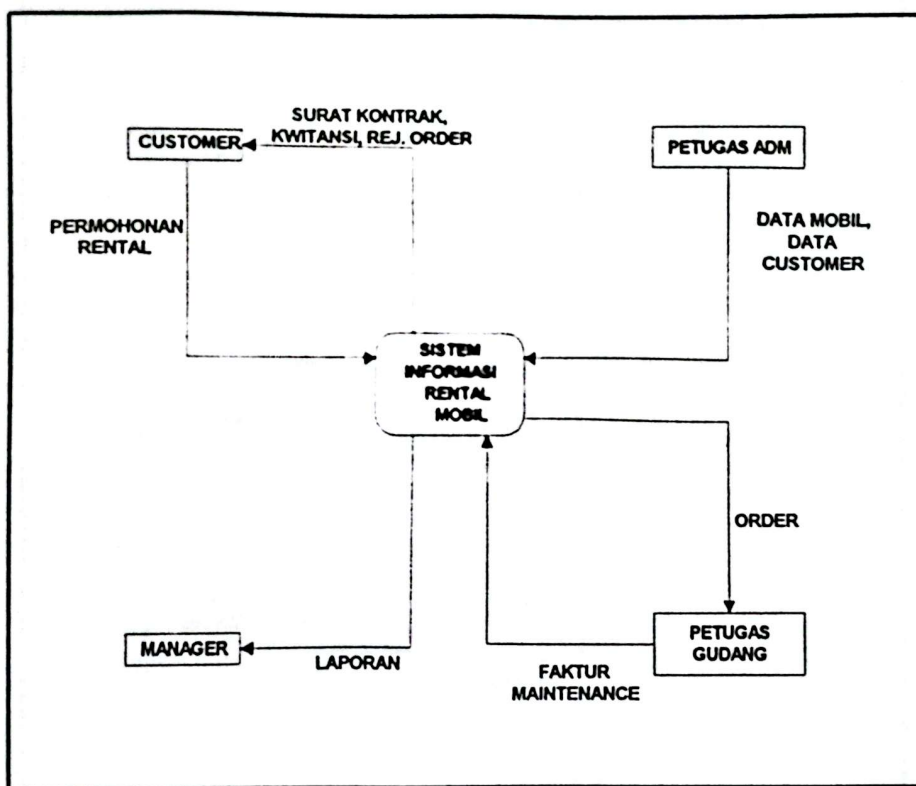 SURAT KONTRAK,
KWITANSI, REJ. ORDER
CUSTOMER
PETUGAS ADM
PERMOHONAN
RENTAL
DATA MOBIL,
DATA
CUSTOMER
SISTEM
INFORMASI
RENTAL
MOBIL
ORDER
MANAGER
LAPORAN
PETUGAS
GUDANG
FAKTUR
MAINTENANCE